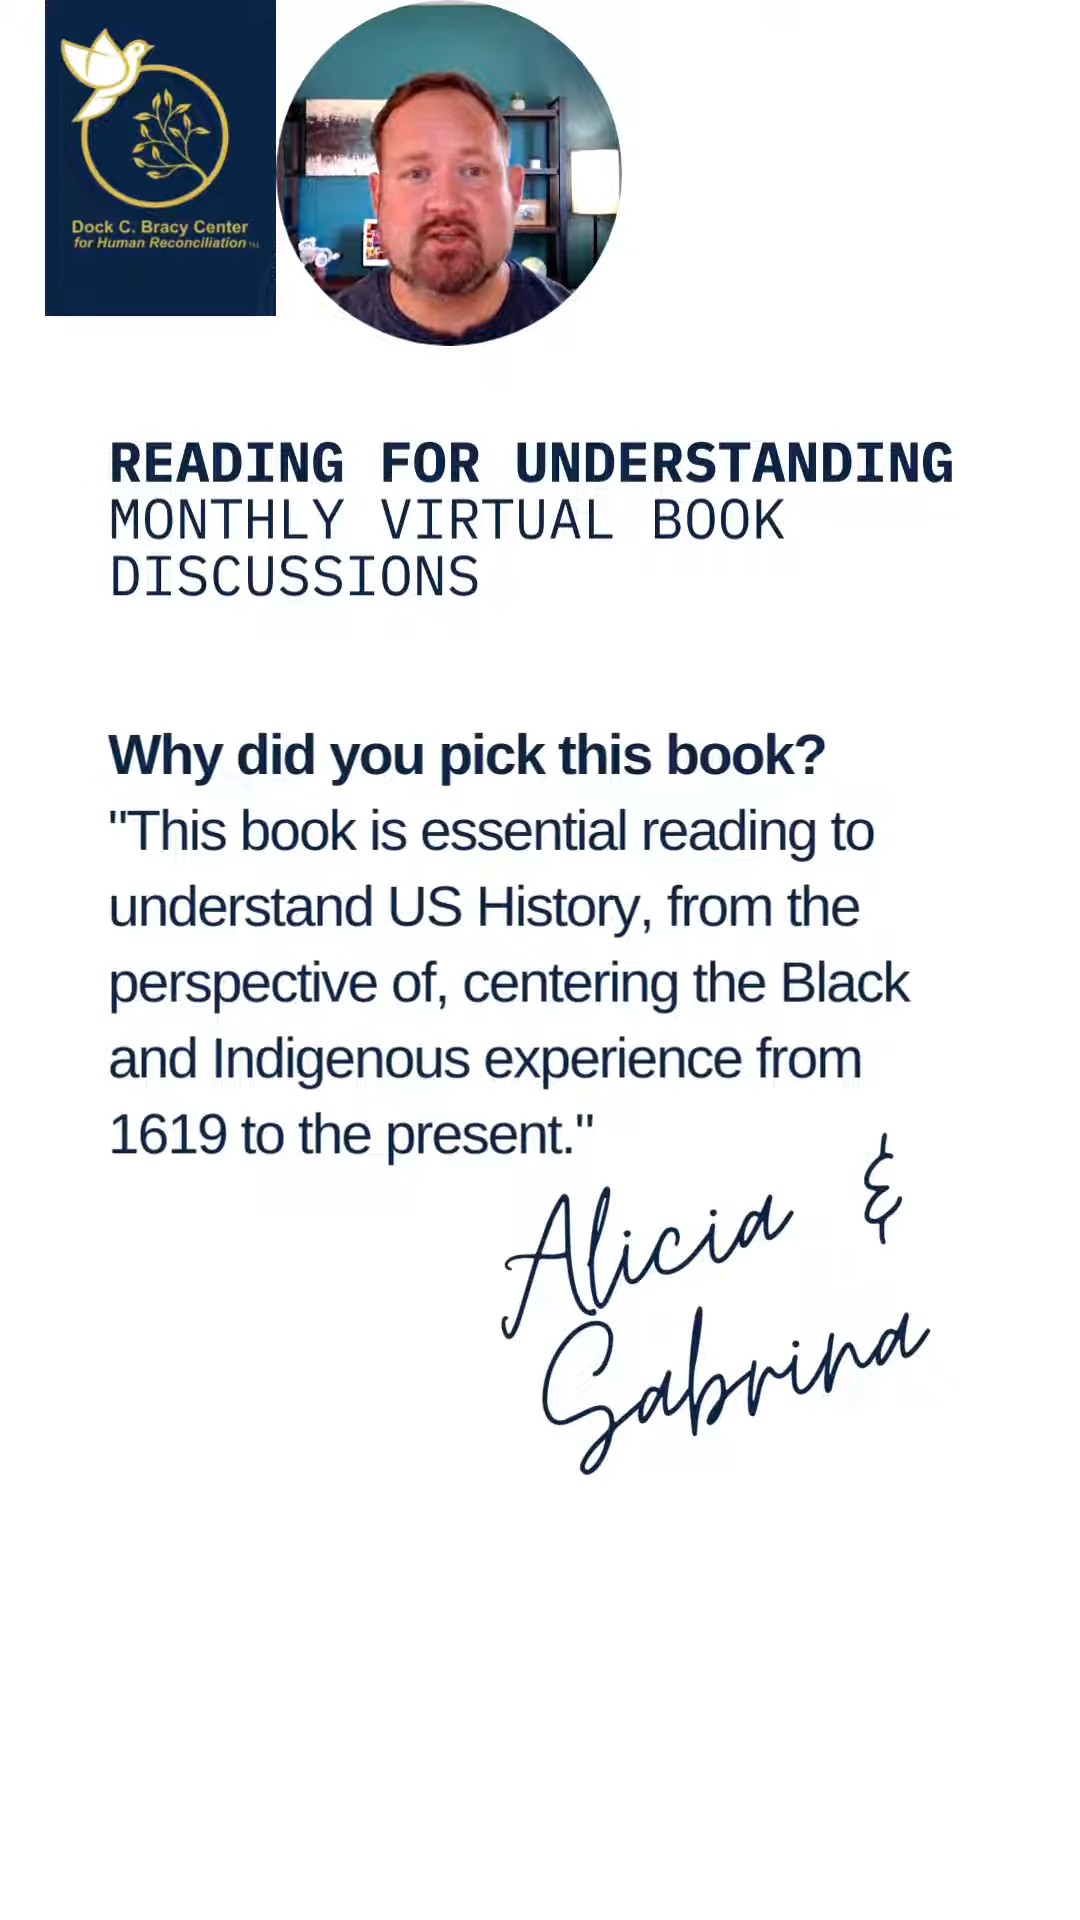 Dock C. Bracy Center
for Human Reconciliation
READING FOR UNDERSTANDING
MONTHLY VIRTUAL BOOK
DISCUSSIONS
Why did you pick this book?
"This book is essential reading to
understand US History, from the
perspective of, centering the Black
and Indigenous experience from
1619 to the present."
Alicia &
Sabrina